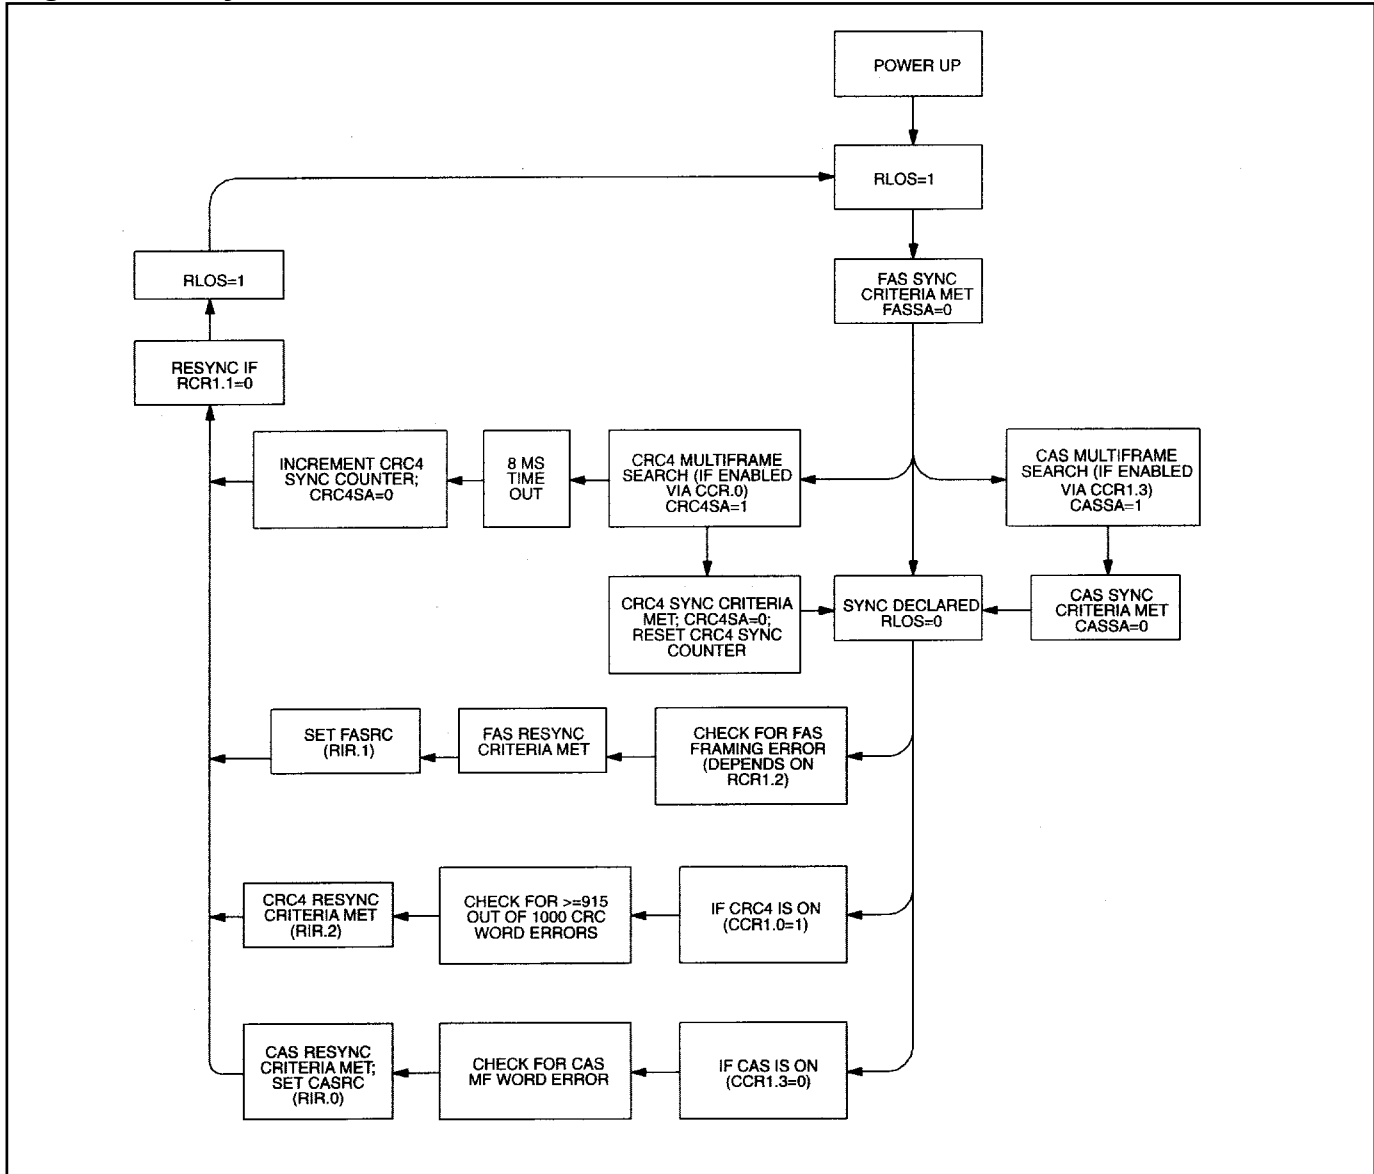 POWER UP
RLOS=1
RLOS=1
FAS SYNC
CRITERIA MET
FASSA=0
RESYNC IF
RCR1.1=0
INCREMENT CRC4
SYNC COUNTER;
CRC4SA=0
8 MS
TIME
OUT
CRC4 MULTIFRAME
SEARCH (IF ENABLED
VIA CCR.0)
CRC4SA=1
CAS MULTIFRAME
SEARCH (IF ENABLED
VIA CCR1.3)
CASSA=1
CRC4 SYNC CRITERIA
MET; CRC4SA=0;
RESET CRC4 SYNC
COUNTER
SYNC DECLARED
RLOS=0
CAS SYNC
CRITERIA MET
CASSA=0
SET FASRC
(RIR.1)
FAS RESYNC
CRITERIA MET
CHECK FOR FAS
FRAMING ERROR
(DEPENDS ON
RCR1.2)
CRC4 RESYNC
CRITERIA MET
(RIR.2)
CHECK FOR >=915
OUT OF 1000 CRC
WORD ERRORS
IF CRC4 IS ON
(CCR1.0=1)
CAS RESYNC
CRITERIA MET;
SET CASRC
(RIR.0)
CHECK FOR CAS
MF WORD ERROR
IF CAS IS ON
(CCR1.3=0)